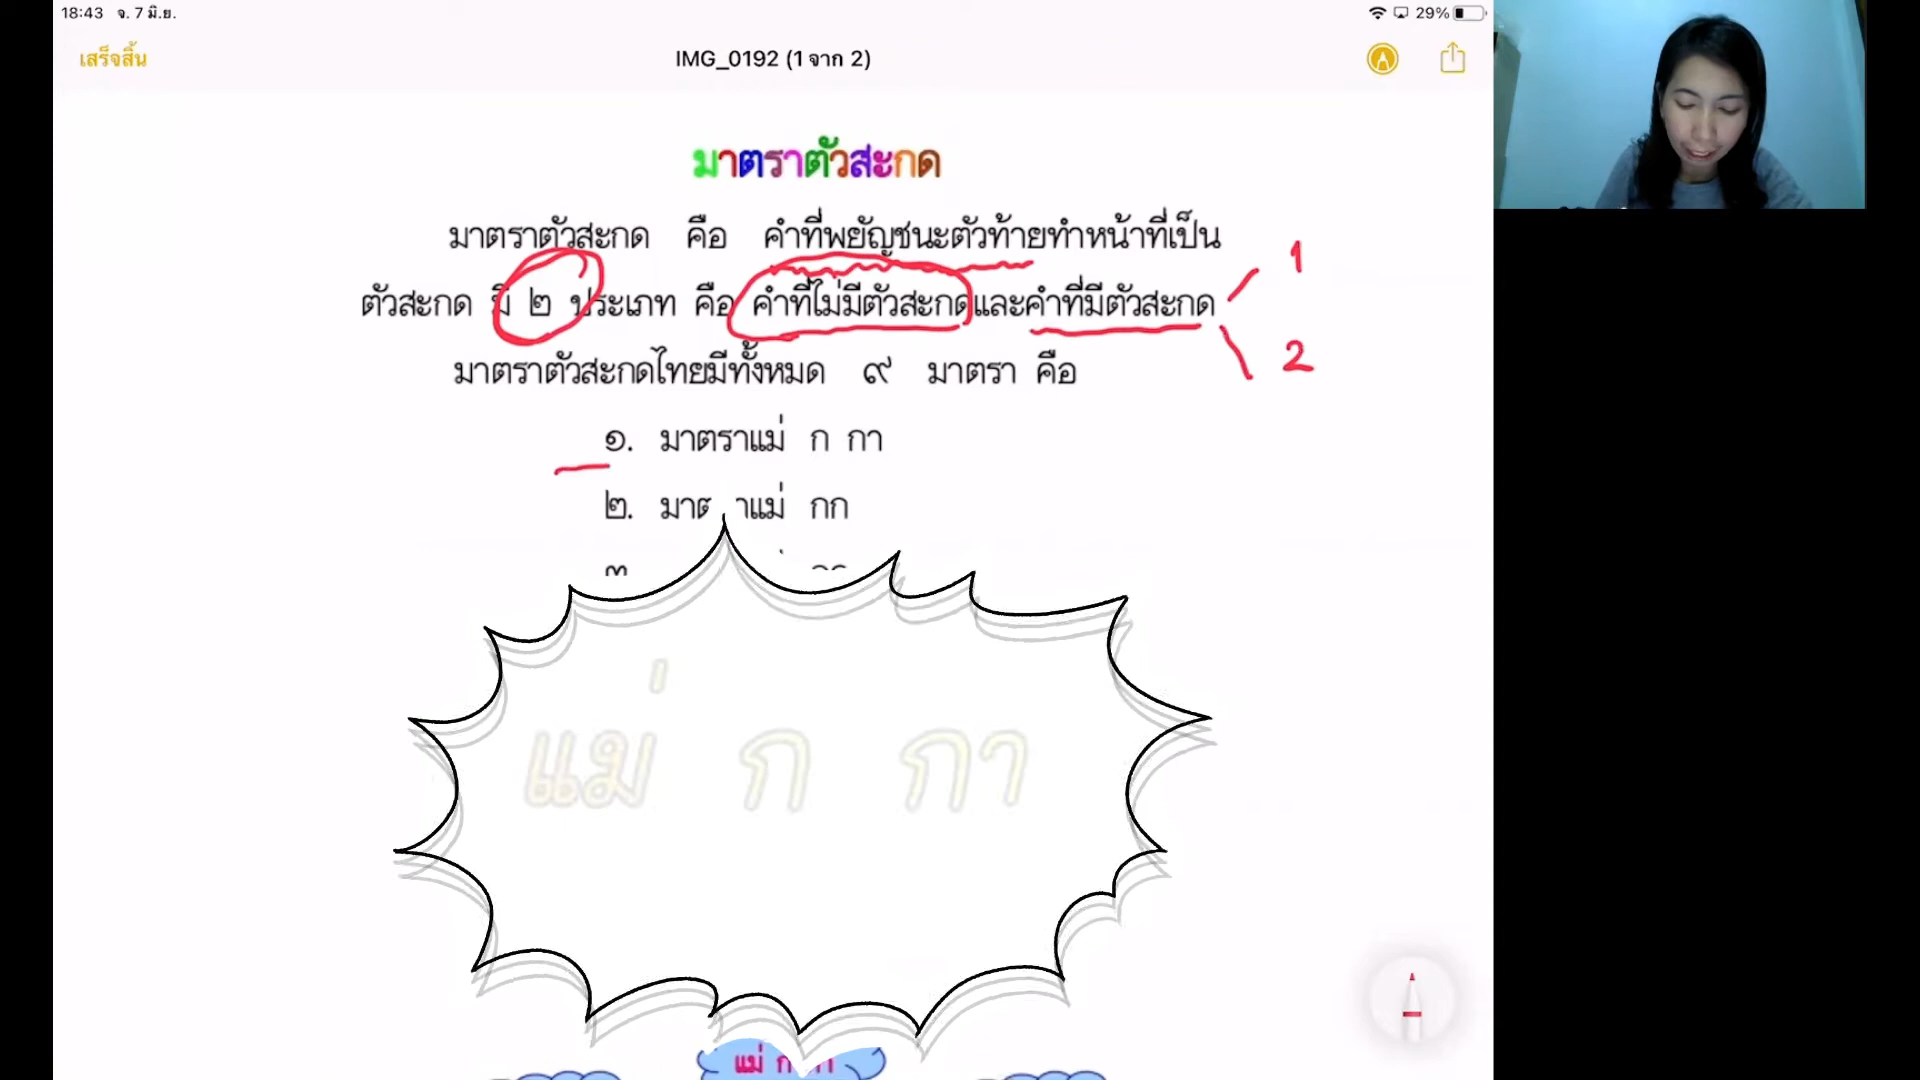 18:43 จ. 7 มิ.ย.
29%
เสร็จสิ้น
IMG_0192 (1 จาก 2)
มาตราตัวสะกด
มาตราตัวสะกด คือ คำที่พยัญชนะตัวท้ายทำหน้าที่เป็น
1
ตัวสะกด มี ๒ ประเภท คือ คำที่ไม่มีตัวสะกดและคำที่มีตัวสะกด
2
มาตราตัวสะกดไทยมีทั้งหมด ๙ มาตรา คือ
๑. มาตราแม่ ก กา
๒. มาตราแม่ กก
แม่ ก กา
แม่ ก กา